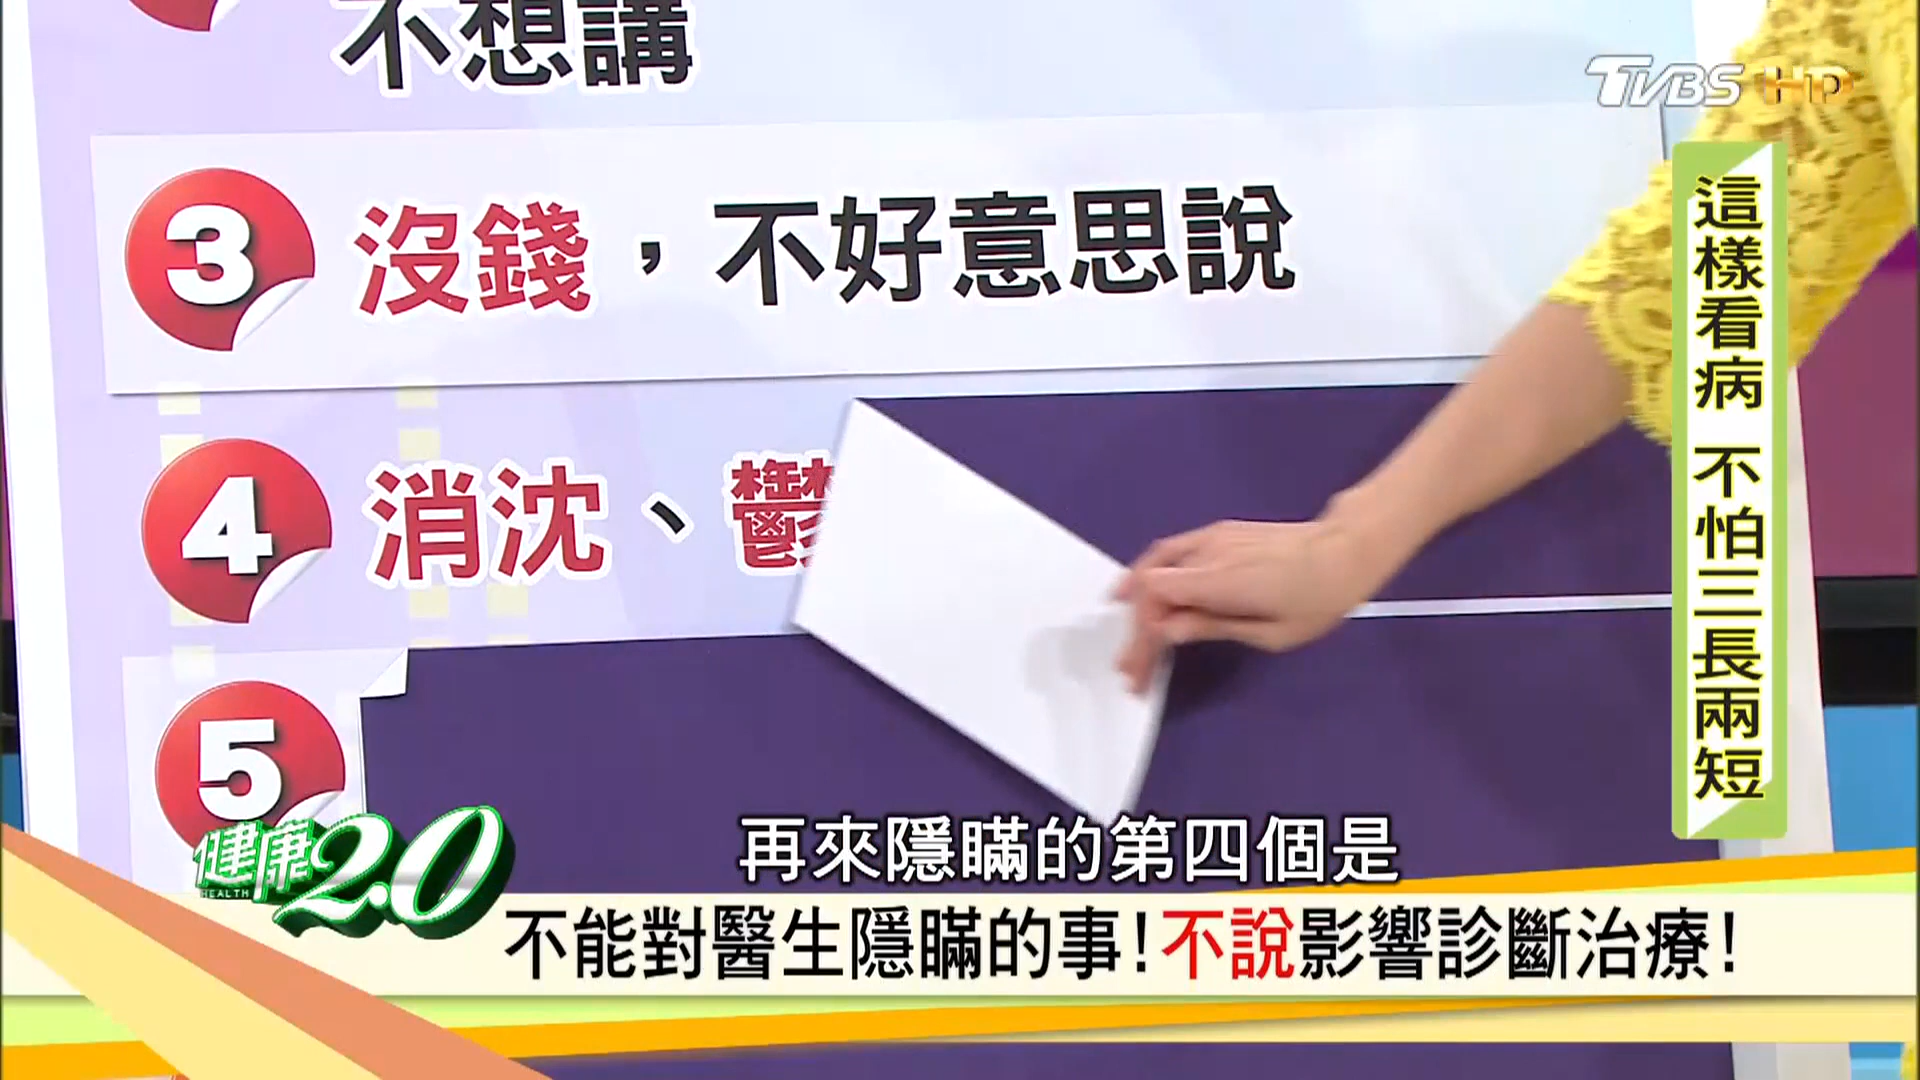 不想講
TVBS HD
3 沒錢，不好意思說
4 消沈、鬱
5
這樣看病 不怕三長兩短
再來隱瞞的第四個是
健康2.0
HEALTH
不能對醫生隱瞞的事！不說影響診斷治療！